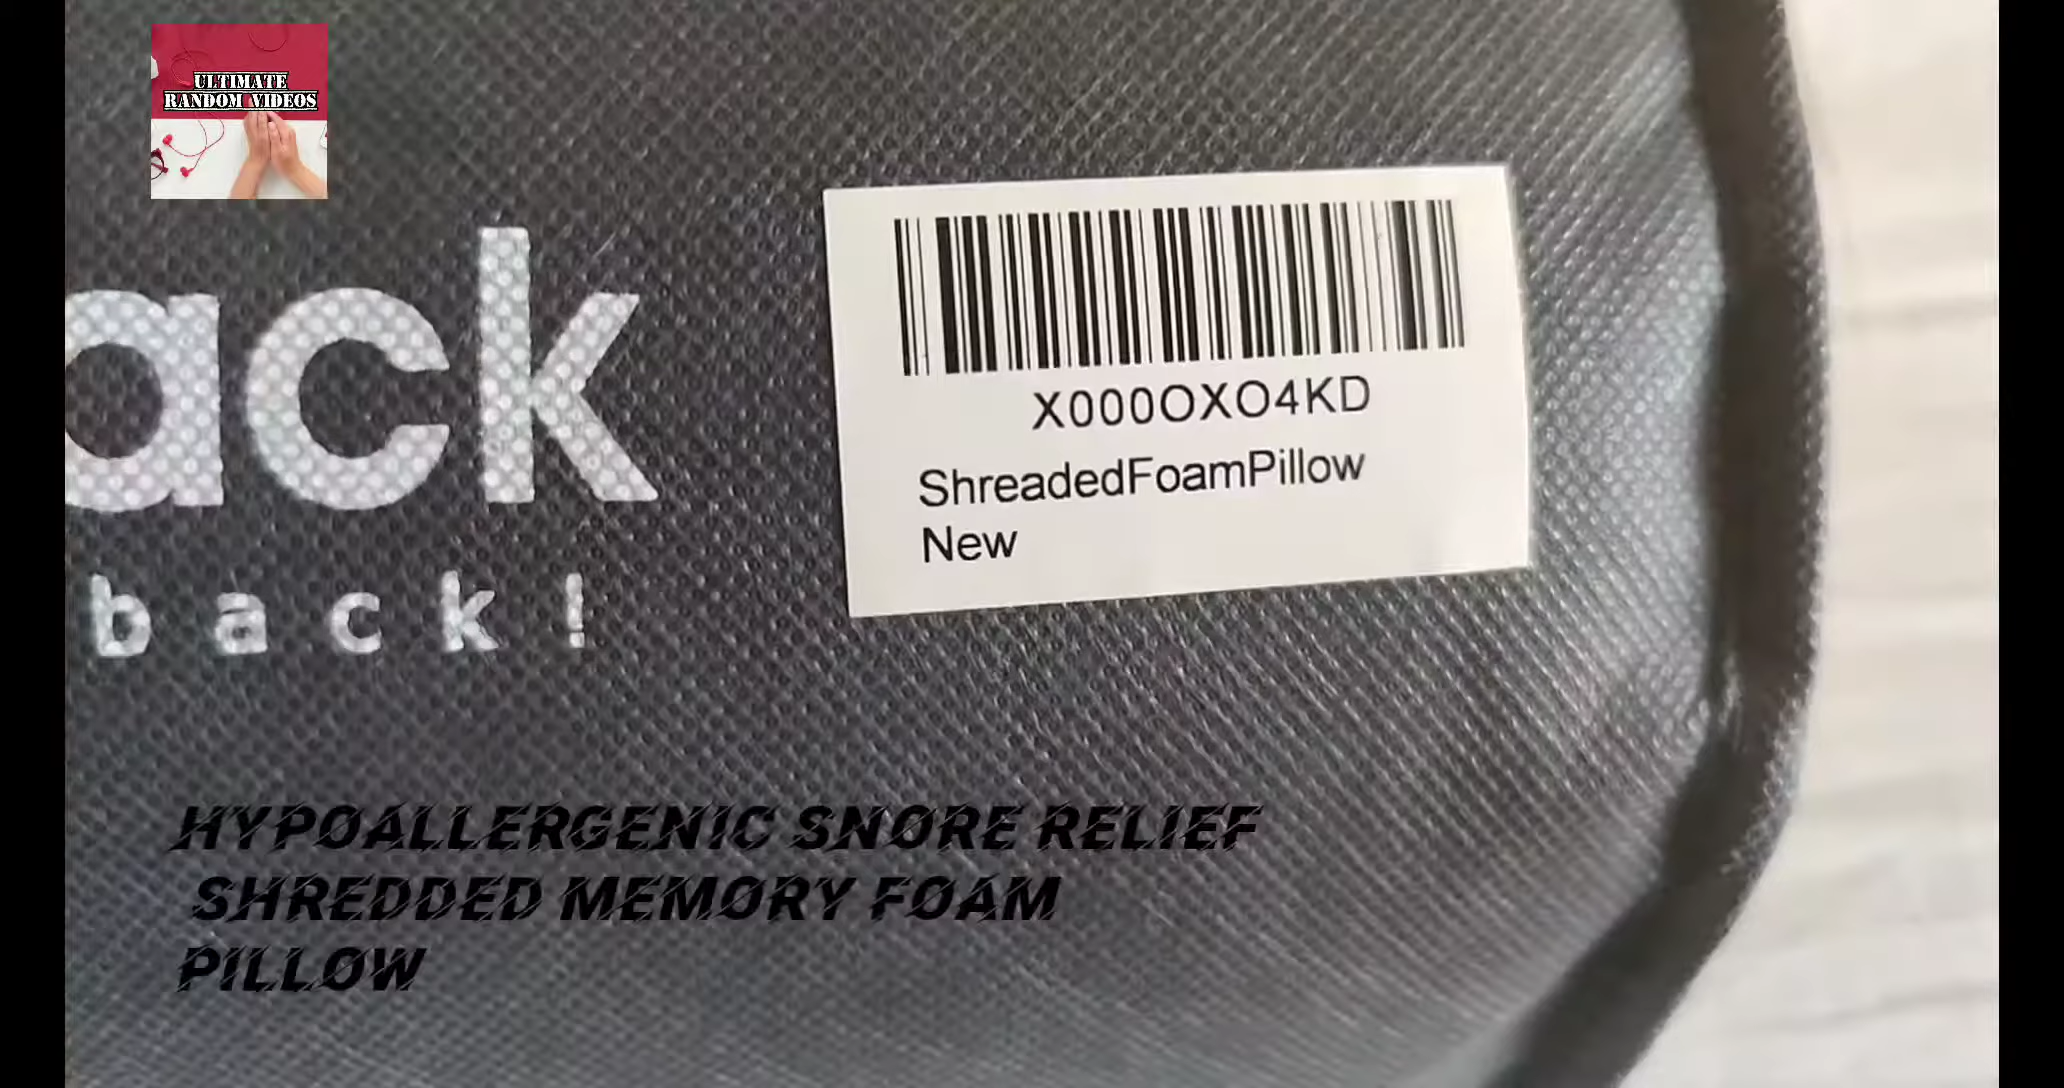 ULTIMATE
RANDOM VIDEOS
ack
back!
X000OXO4KD
ShreadedFoamPillow
New
HYPOALLERGENIC SNORE RELIEF
SHREDDED MEMORY FOAM
PILLOW